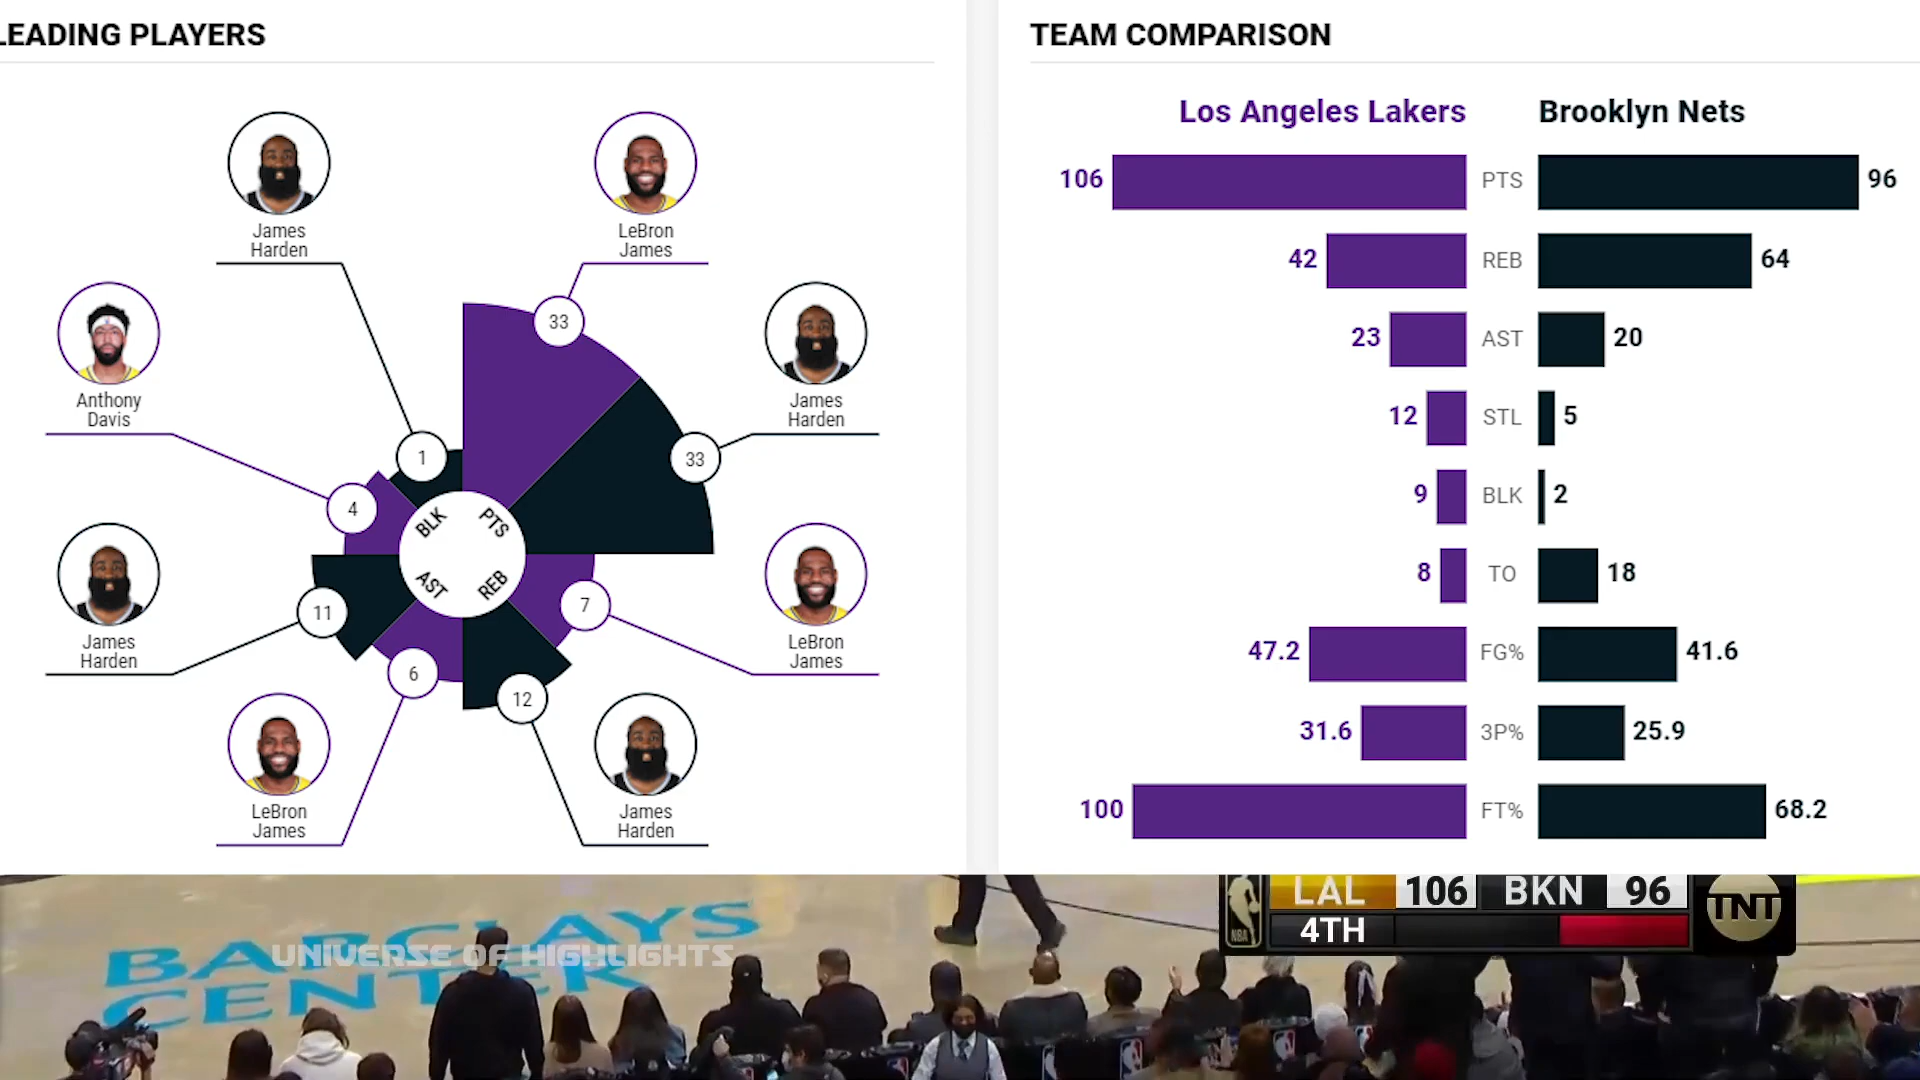 LEADING PLAYERS
James
Harden
LeBron
James
Anthony
Davis
James
Harden
33
33
1
4
BLK
PTS
AST
REB
James
Harden
LeBron
James
11
7
6
12
LeBron
James
James
Harden
TEAM COMPARISON
Los Angeles Lakers Brooklyn Nets
106 PTS 96
42 REB 64
23 AST 20
12 STL 5
9 BLK 2
8 TO 18
47.2 FG% 41.6
31.6 3P% 25.9
100 FT% 68.2
LAL 106 BKN 96
4TH
NBA
TNT
BARCLAYS
CENTER
UNIVERSE OF HIGHLIGHTS